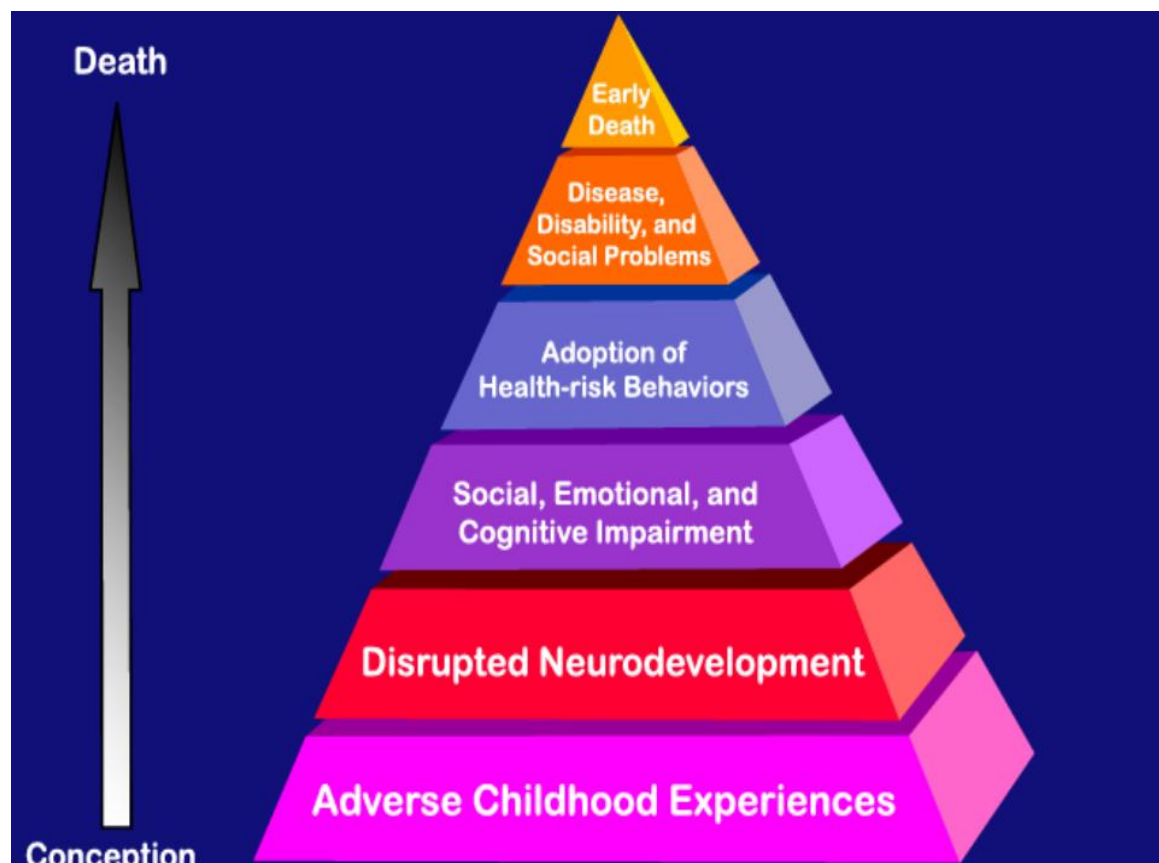 Death
Early
Death
Disease,
Disability, and
Social Problems
Adoption of
Health-risk Behaviors
Social, Emotional, and
Cognitive Impairment
Disrupted Neurodevelopment
Adverse Childhood Experiences
Conception